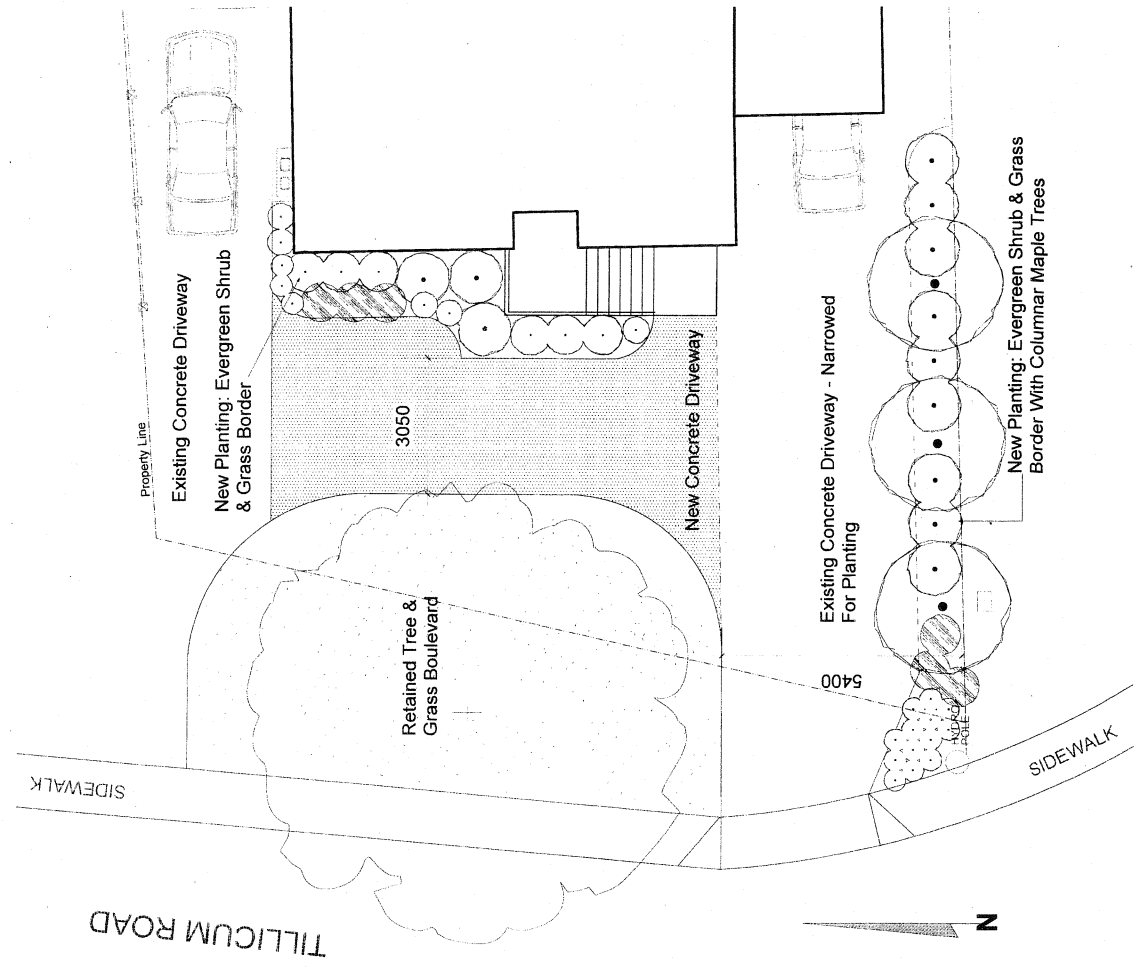 Property Line
Existing Concrete Driveway
New Planting: Evergreen Shrub
& Grass Border
3050
New Concrete Driveway
Retained Tree &
Grass Boulevard
Existing Concrete Driveway - Narrowed
For Planting
New Planting: Evergreen Shrub & Grass
Border With Columnar Maple Trees
5400
HYDRO
POLE
SIDEWALK
SIDEWALK
TILLICUM ROAD
N